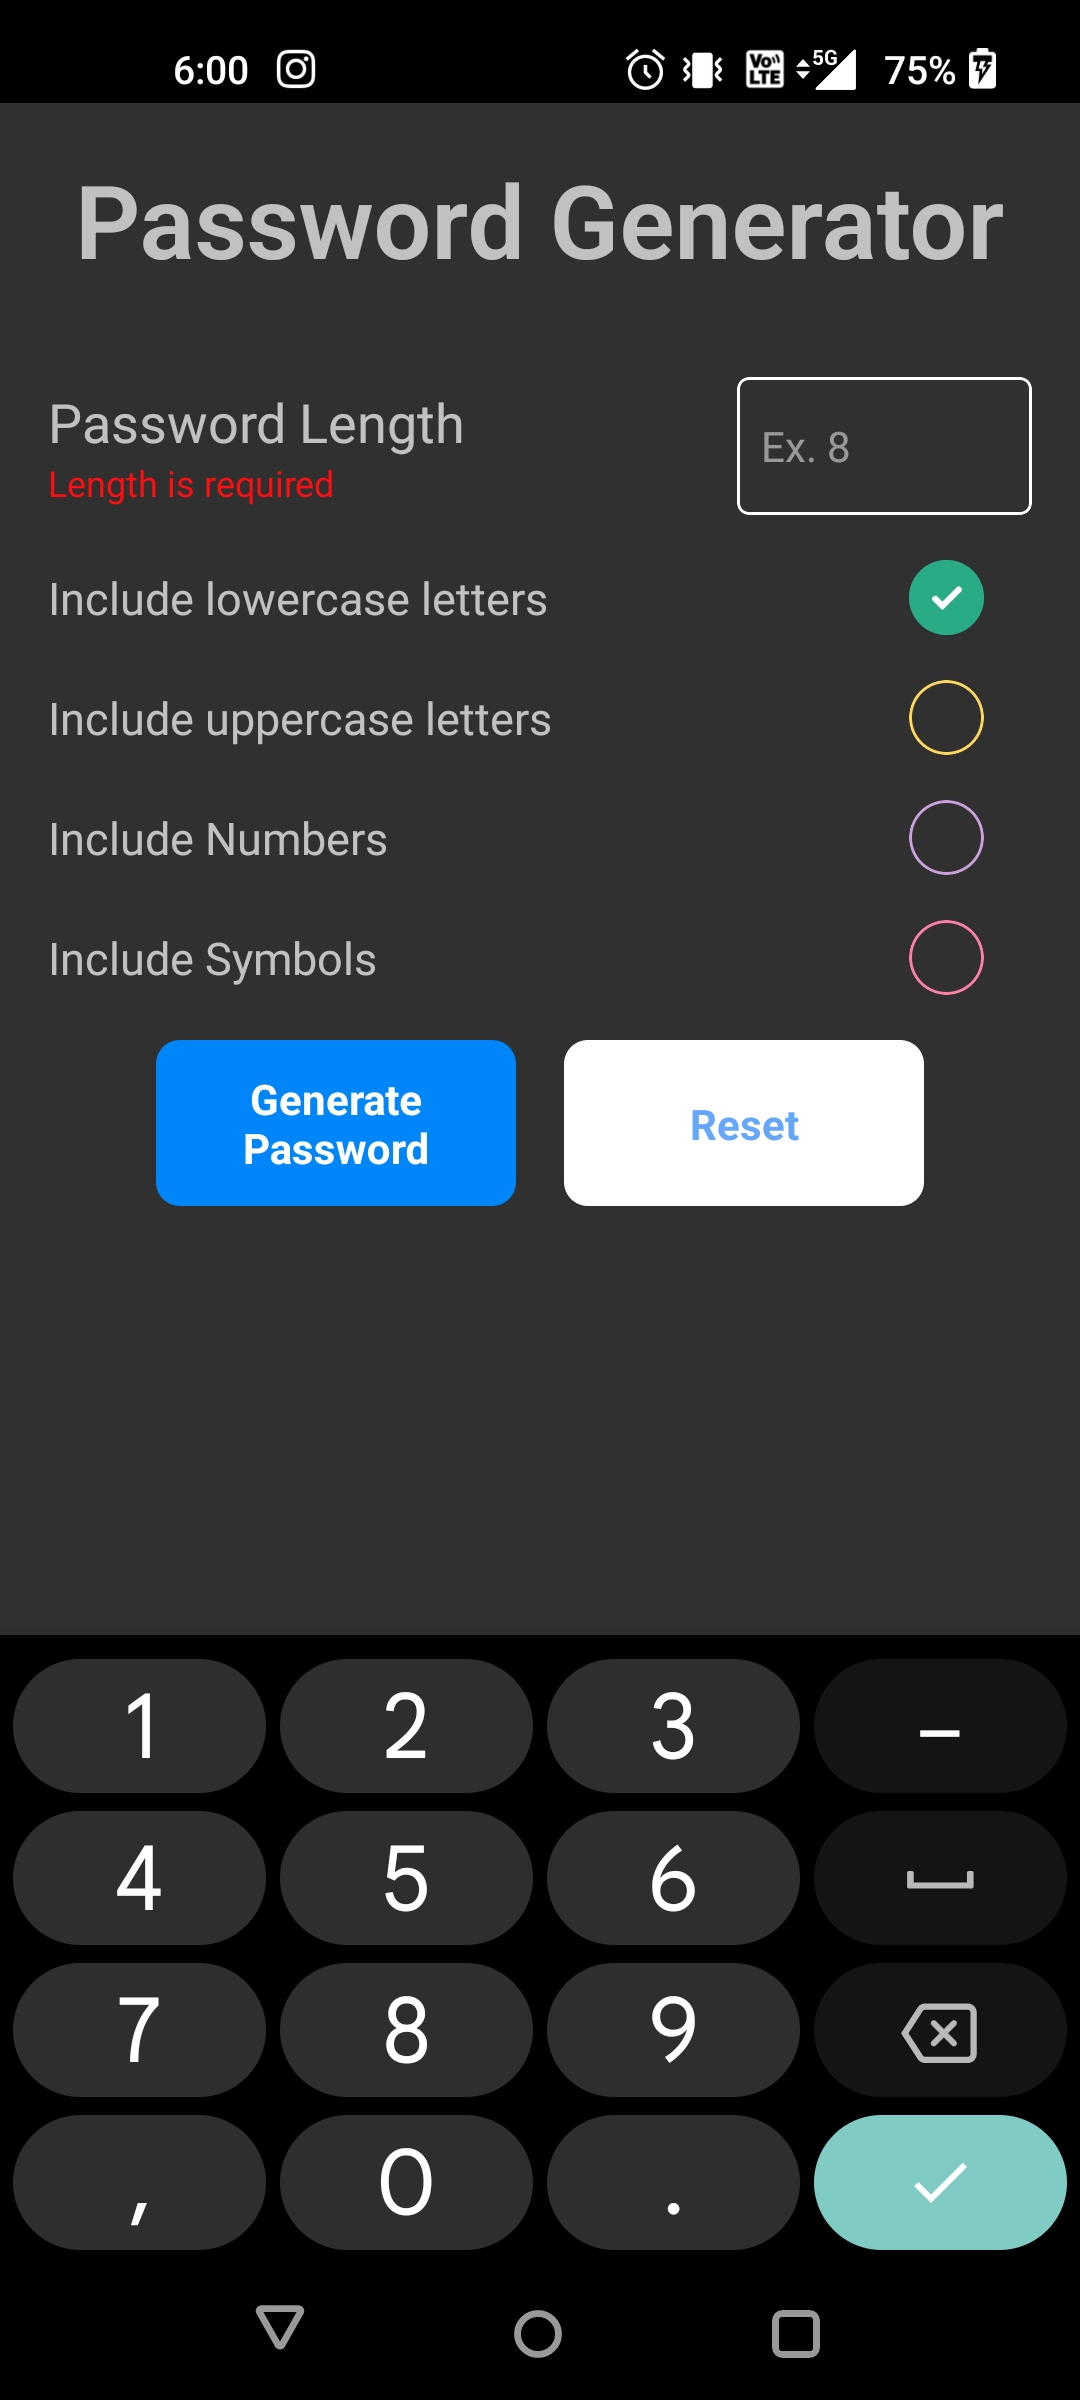 6:00 Vo LTE 5G 75%
Password Generator
Password Length
Ex. 8
Length is required
Include lowercase letters
Include uppercase letters
Include Numbers
Include Symbols
Generate
Password
Reset
1 2 3 –
4 5 6
7 8 9
, 0 .